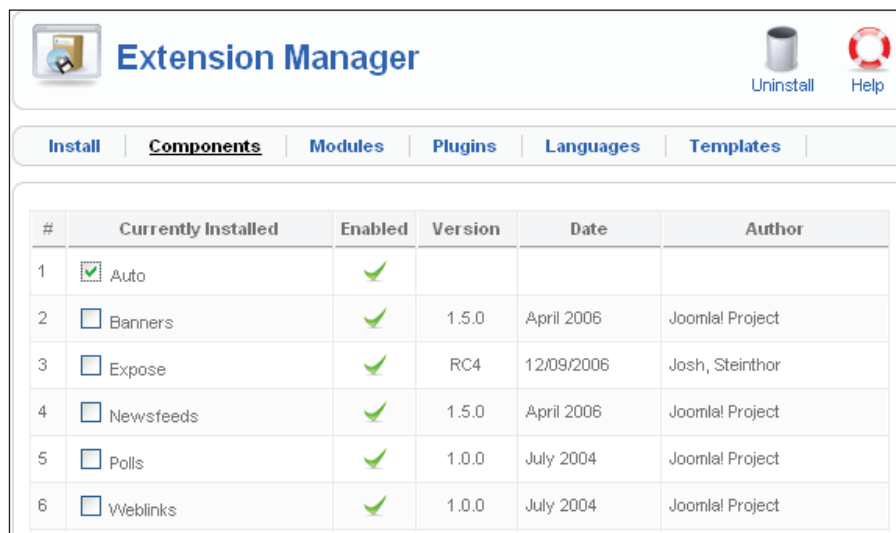 Extension Manager
Uninstall
Help
Install Components Modules Plugins Languages Templates
# Currently Installed Enabled Version Date Author
1 Auto
2 Banners 1.5.0 April 2006 Joomla! Project
3 Expose RC4 12/09/2006 Josh, Steinthor
4 Newsfeeds 1.5.0 April 2006 Joomla! Project
5 Polls 1.0.0 July 2004 Joomla! Project
6 Weblinks 1.0.0 July 2004 Joomla! Project